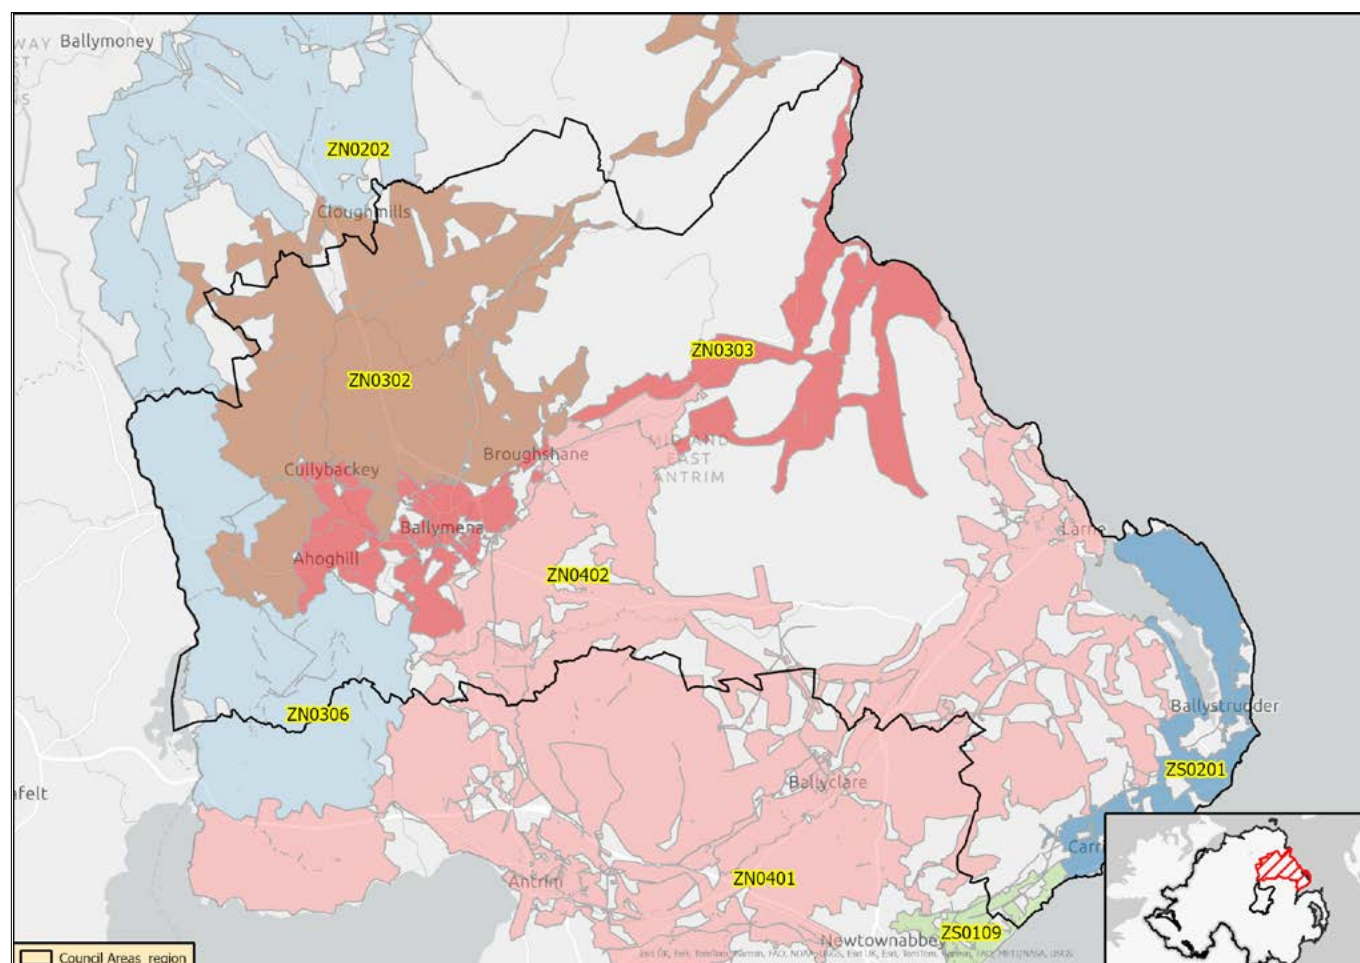 Ballymoney
ZN0202
Cloughmills
ZN0303
ZN0302
MID AND
EAST
ANTRIM
Broughshane
Cullybackey
Ballymena
Larne
Ahoghill
ZN0402
Ballystrudder
ZN0306
ZS0201
Ballyclare
Carri
Antrim
ZN0401
ZS0109
Newtownabbey
Council Areas_region